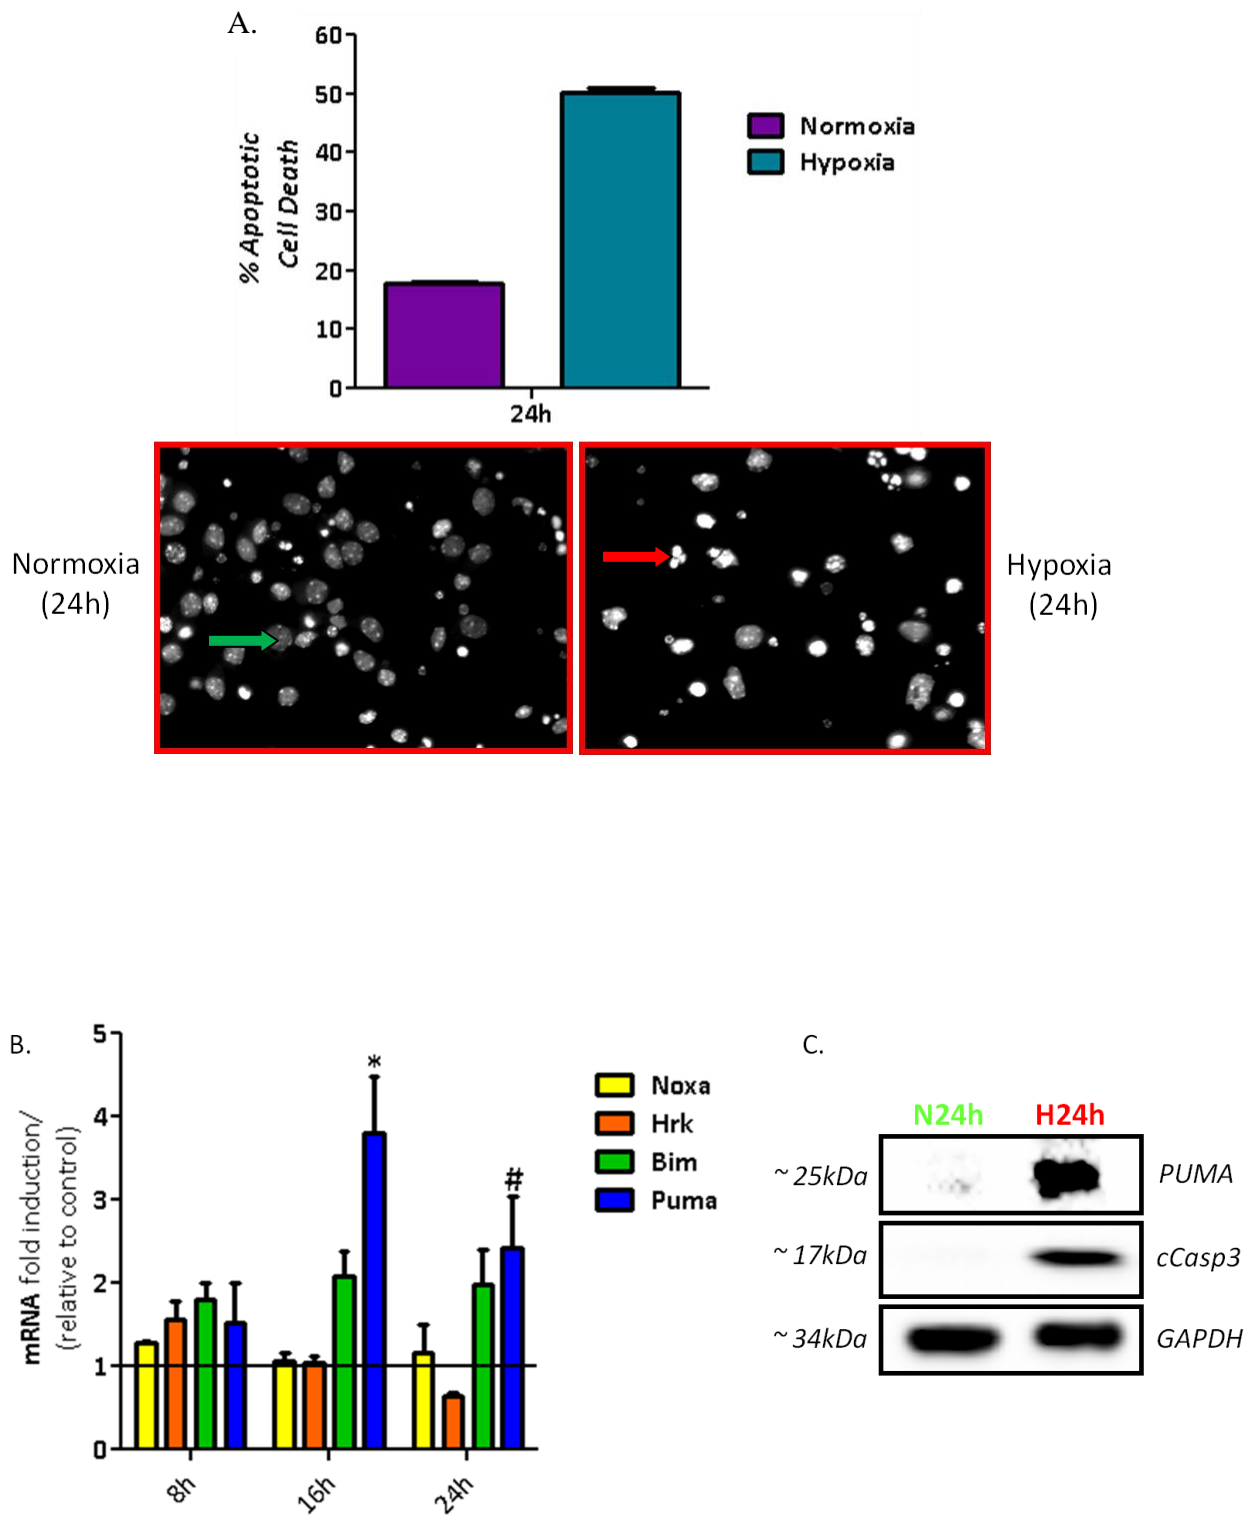 A.
60
50
40
30
20
10
0
% Apoptotic
Cell Death
24h
Normoxia
Hypoxia
Normoxia
(24h)
Hypoxia
(24h)
B.
5
4
3
2
1
0
mRNA fold induction/
(relative to control)
*
#
8h
16h
24h
Noxa
Hrk
Bim
Puma
C.
N24h H24h
~ 25kDa PUMA
~ 17kDa cCasp3
~ 34kDa GAPDH